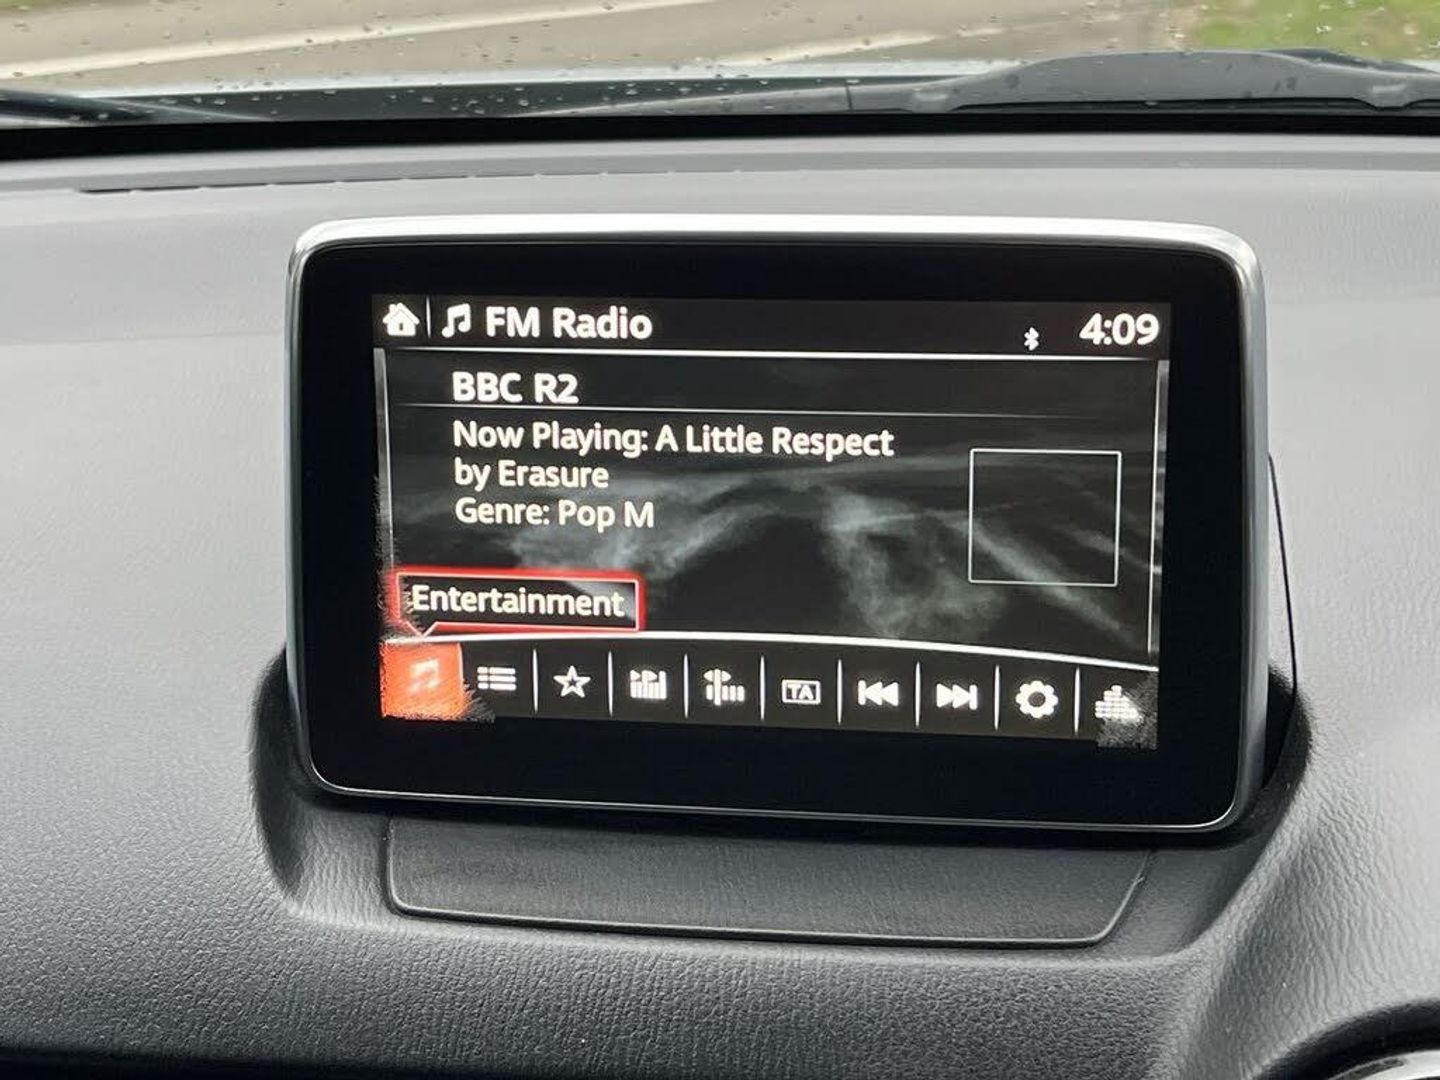 FM Radio
4:09
BBC R2
Now Playing: A Little Respect
by Erasure
Genre: Pop M
Entertainment
TA